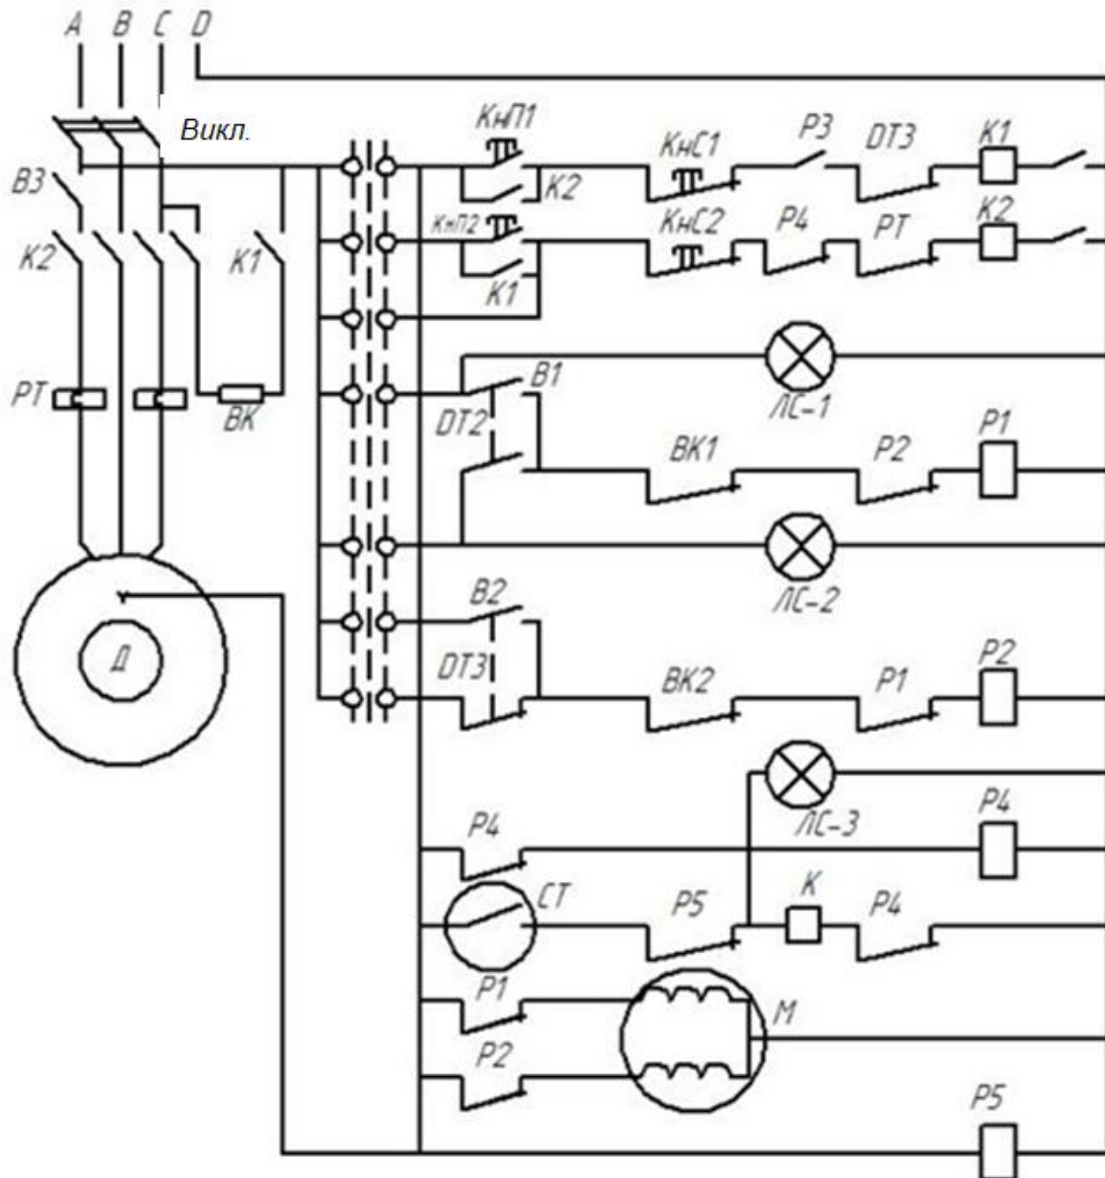 A B C D
Викл.
КнП1
КнС1
Р3
DТ3
К1
В3
К2
КнП2
КнС2
Р4
РТ
К2
К2
К1
К1
РТ
ВК
В1
ЛС-1
DТ2
ВК1
Р2
Р1
ЛС-2
В2
Д
DТ3
ВК2
Р1
Р2
ЛС-3
Р4
Р4
СТ
Р5
К
Р4
Р1
М
Р2
Р5